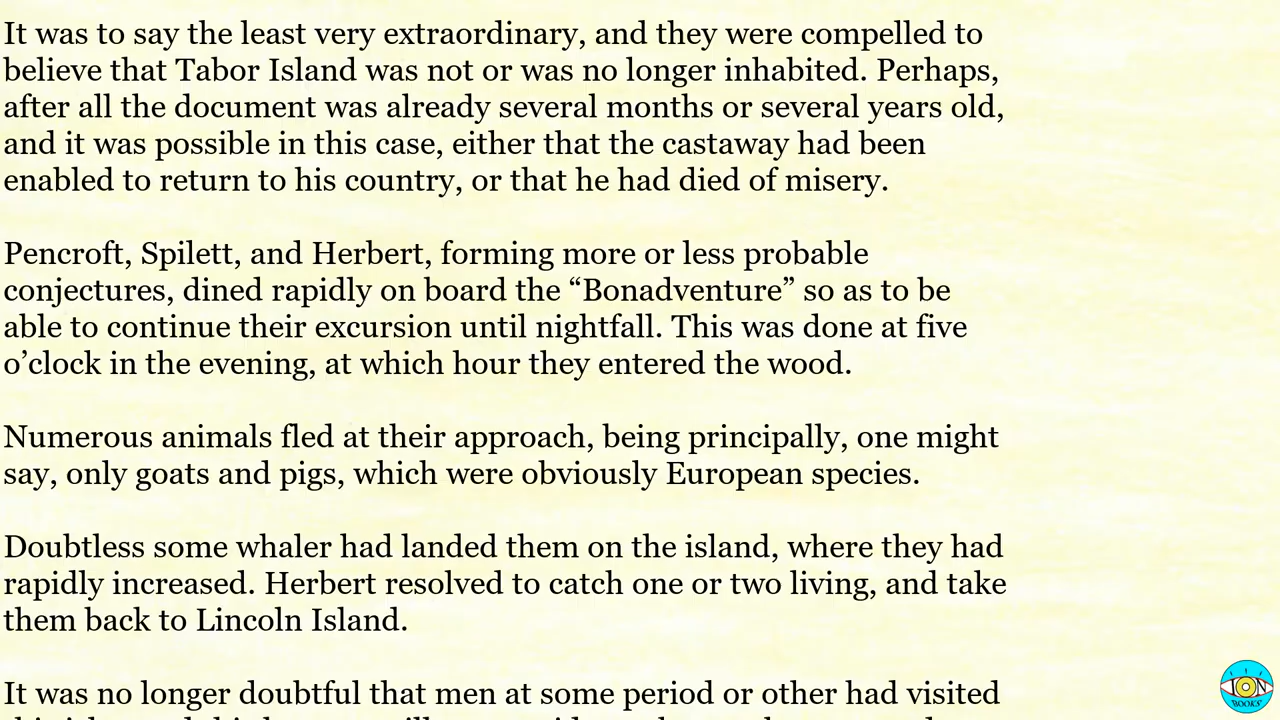 It was to say the least very extraordinary, and they were compelled to
believe that Tabor Island was not or was no longer inhabited. Perhaps,
after all the document was already several months or several years old,
and it was possible in this case, either that the castaway had been
enabled to return to his country, or that he had died of misery.
Pencroft, Spilett, and Herbert, forming more or less probable
conjectures, dined rapidly on board the “Bonadventure” so as to be
able to continue their excursion until nightfall. This was done at five
o’clock in the evening, at which hour they entered the wood.
Numerous animals fled at their approach, being principally, one might
say, only goats and pigs, which were obviously European species.
Doubtless some whaler had landed them on the island, where they had
rapidly increased. Herbert resolved to catch one or two living, and take
them back to Lincoln Island.
It was no longer doubtful that men at some period or other had visited
ION
BOOKS